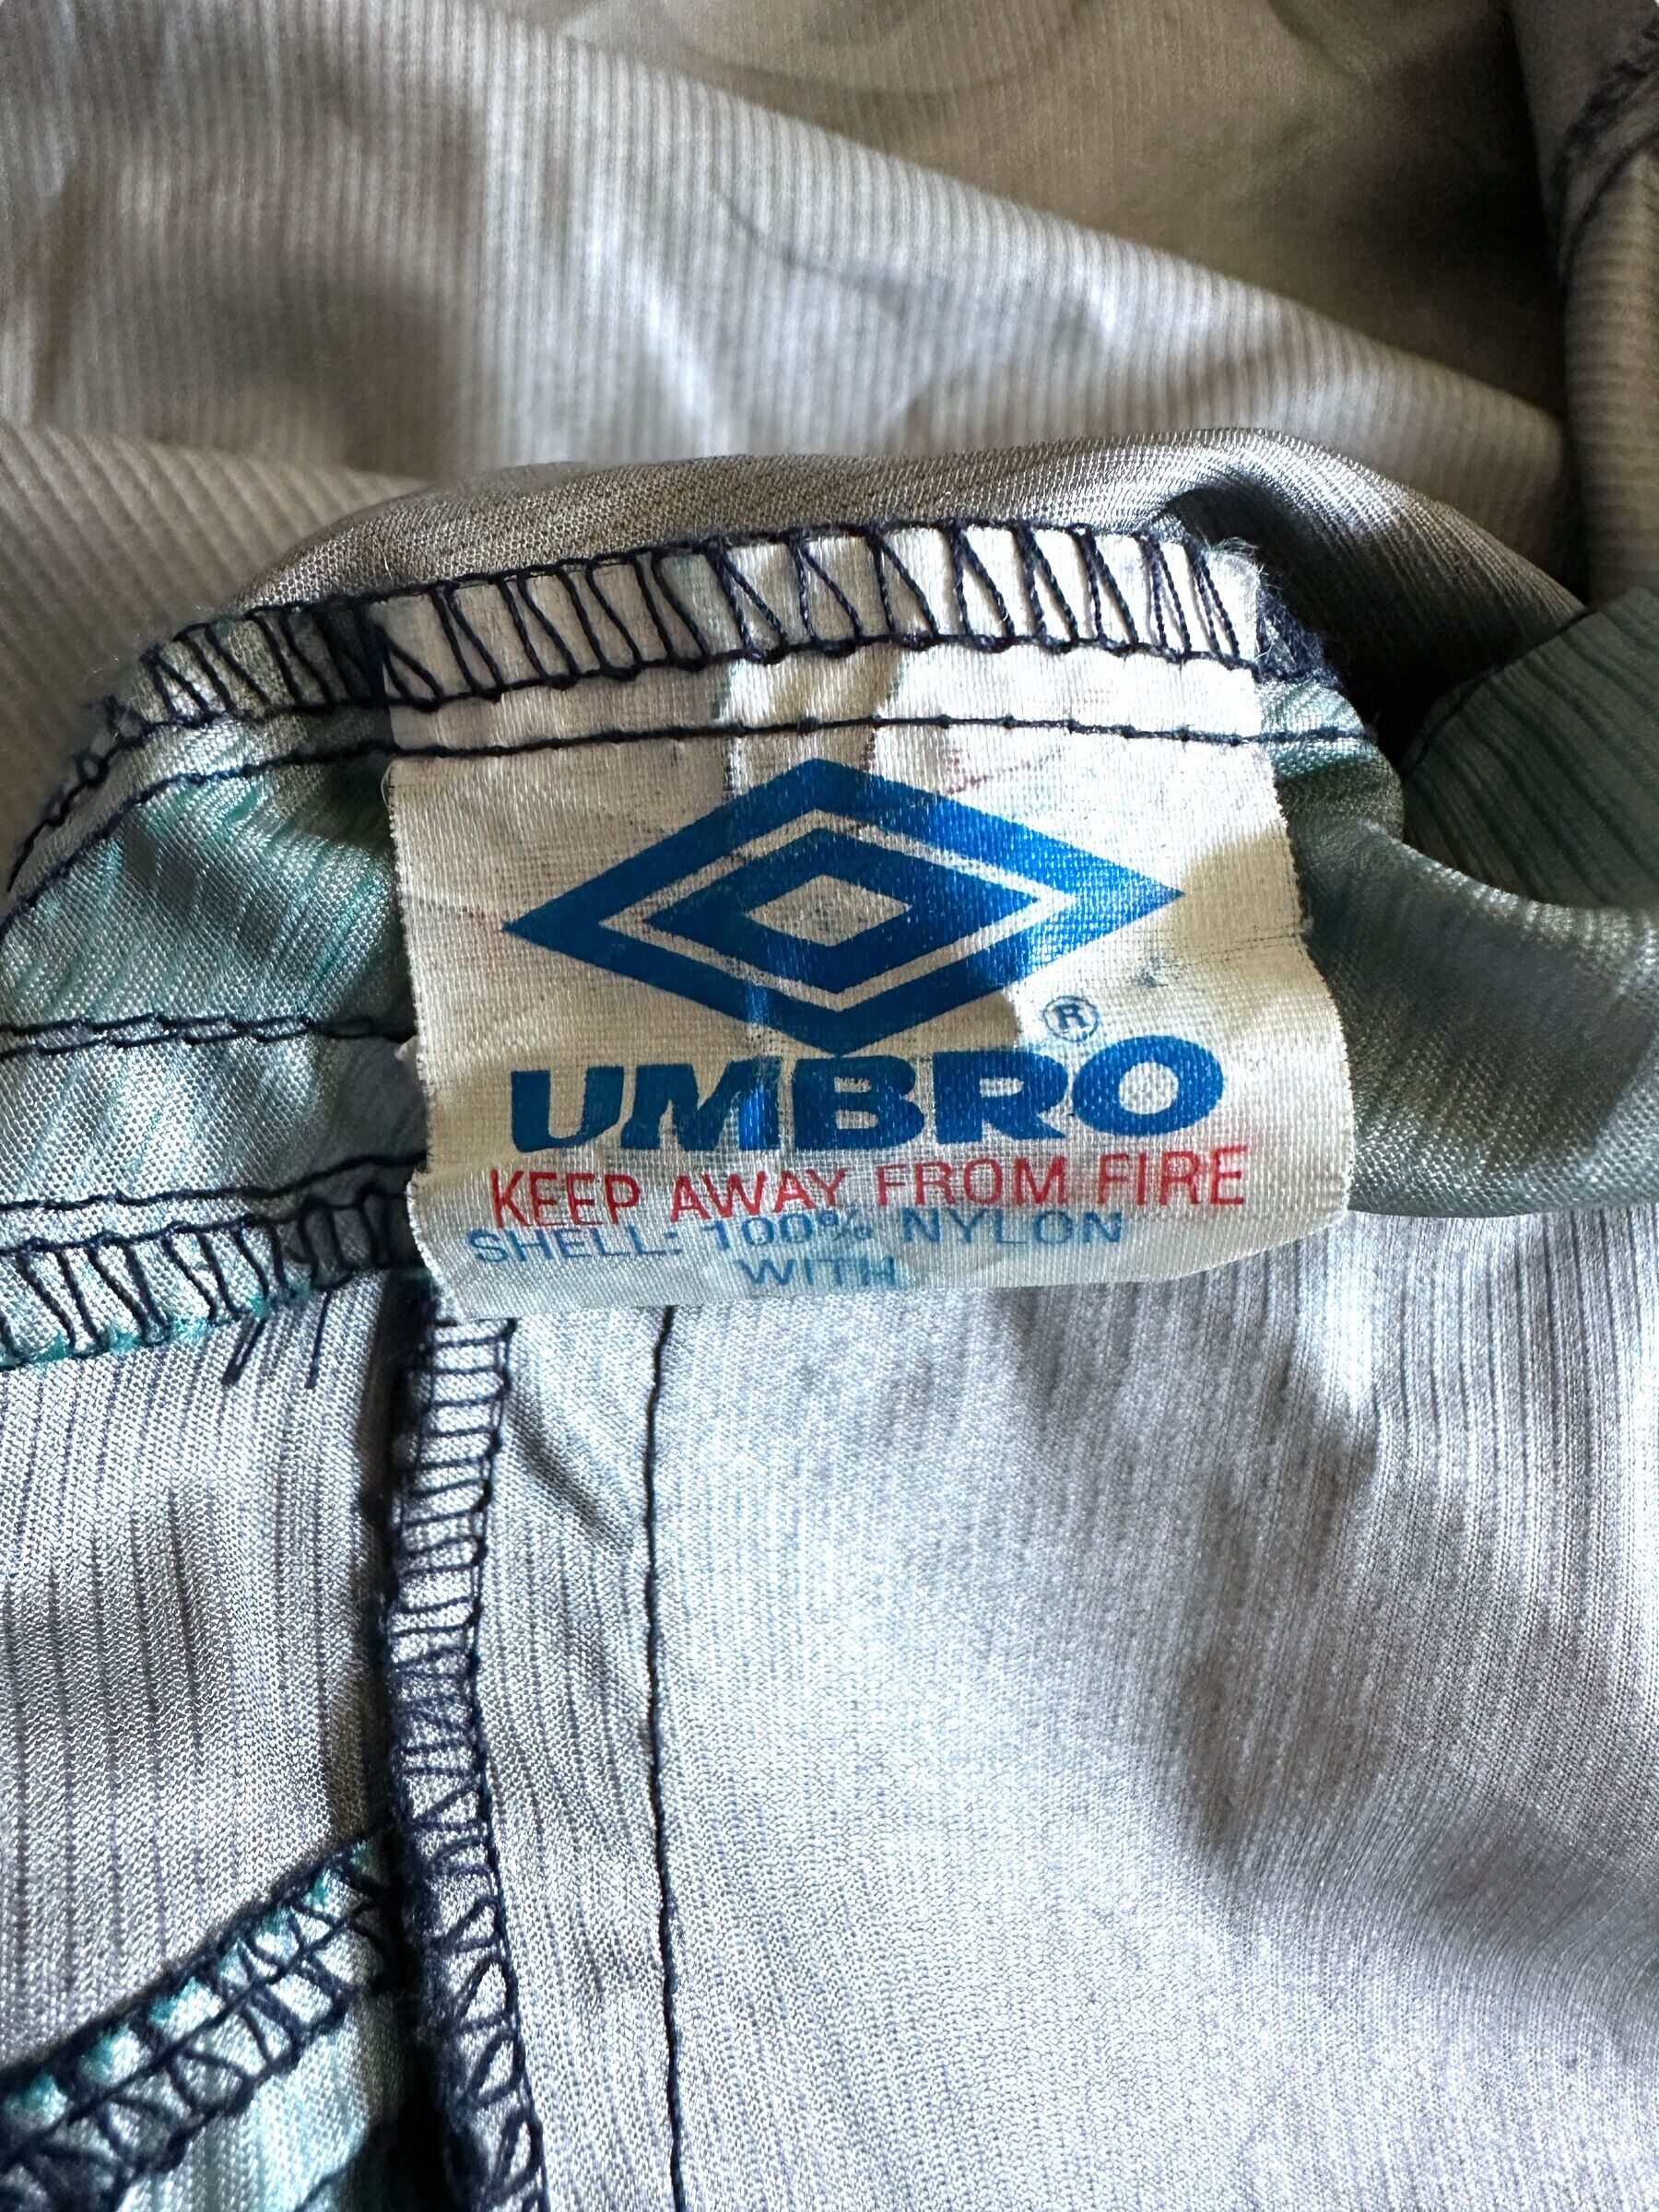 ®
UMBRO
KEEP AWAY FROM FIRE
SHELL: 100% NYLON
WITH